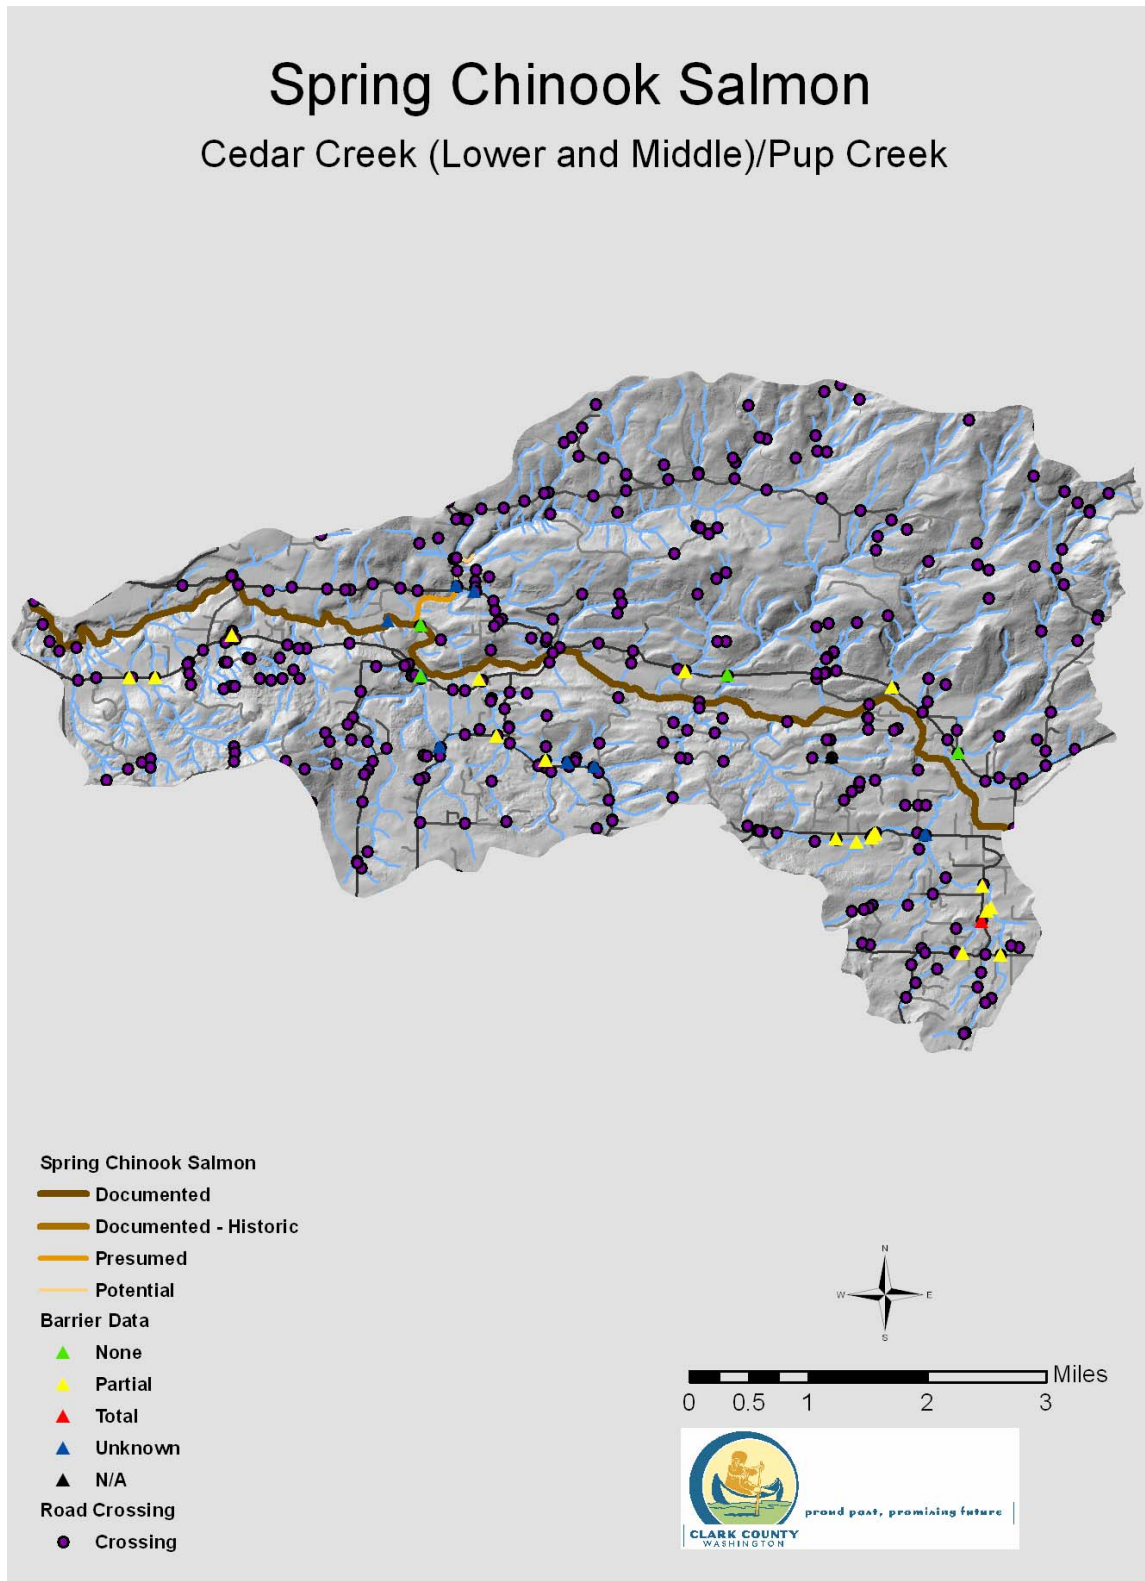 Spring Chinook Salmon
Cedar Creek (Lower and Middle)/Pup Creek
Spring Chinook Salmon
Documented
Documented - Historic
Presumed
Potential
Barrier Data
None
Partial
Total
Unknown
N/A
Road Crossing
Crossing
N
W E
S
Miles
0 0.5 1 2 3
proud past, promising future
CLARK COUNTY
WASHINGTON